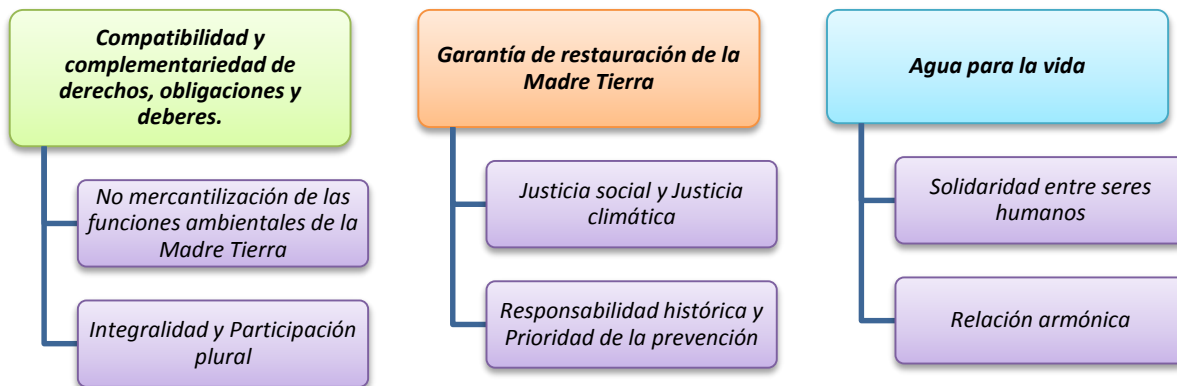 Compatibilidad y
complementariedad de
derechos, obligaciones y
deberes.
No mercantilización de las
funciones ambientales de la
Madre Tierra
Integralidad y Participación
plural
Garantía de restauración de la
Madre Tierra
Justicia social y Justicia
climática
Responsabilidad histórica y
Prioridad de la prevención
Agua para la vida
Solidaridad entre seres
humanos
Relación armónica